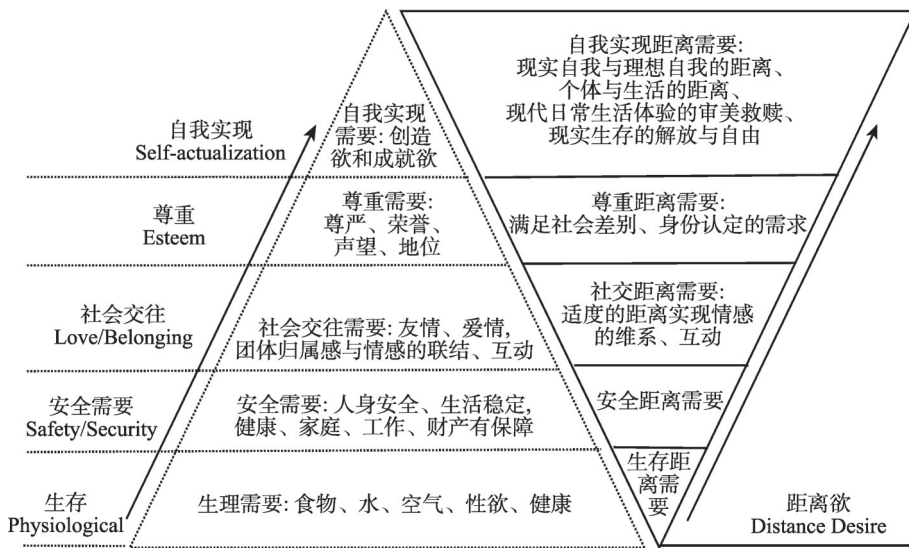 自我实现距离需要:
现实自我与理想自我的距离、
个体与生活的距离、
现代日常生活体验的审美救赎、
现实生存的解放与自由
自我实现
Self-actualization
自我实现
需要: 创造
欲和成就欲
尊重
Esteem
尊重需要:
尊严、荣誉、
声望、地位
尊重距离需要:
满足社会差别、身份认定的需求
社会交往
Love/Belonging
社会交往需要: 友情、爱情,
团体归属感与情感的联结、互动
社交距离需要:
适度的距离实现情感
的维系、互动
安全需要
Safety/Security
安全需要: 人身安全、生活稳定,
健康、家庭、工作、财产有保障
安全距离需要
生存
Physiological
生理需要: 食物、水、空气、性欲、健康
生存距
离需
要
距离欲
Distance Desire